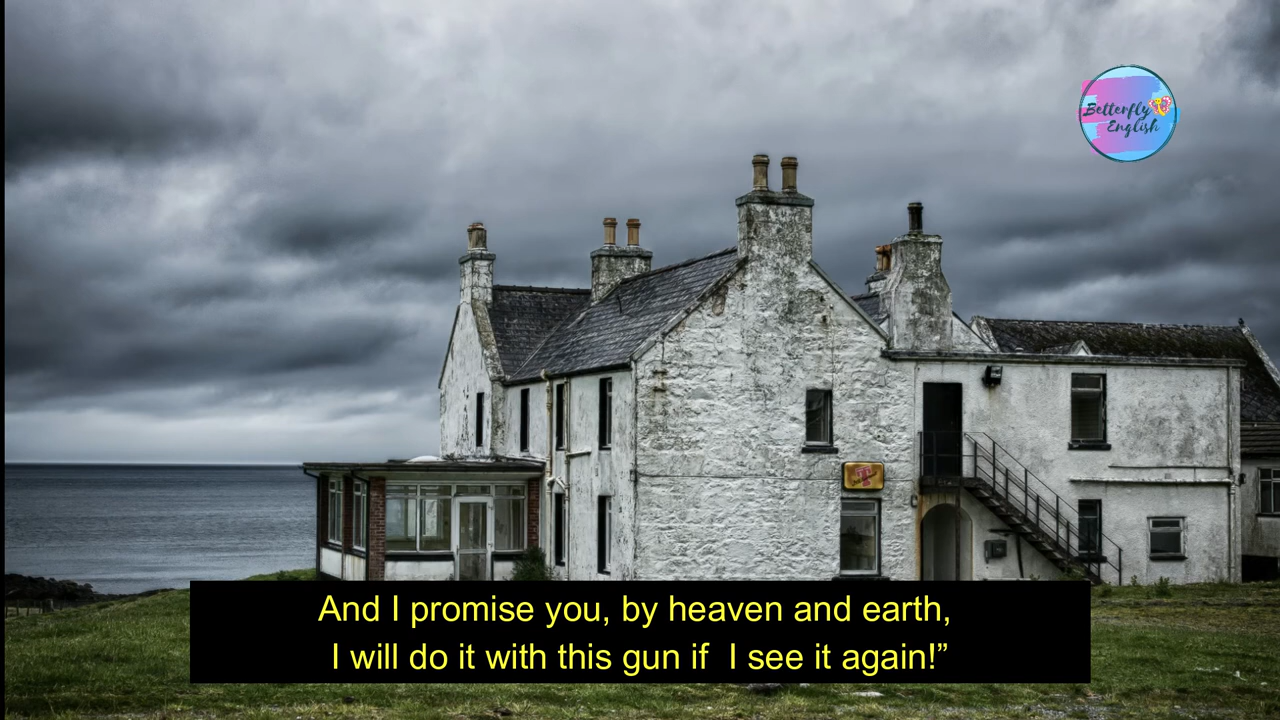 Betterfly
English
T
And I promise you, by heaven and earth,
I will do it with this gun if  I see it again!”